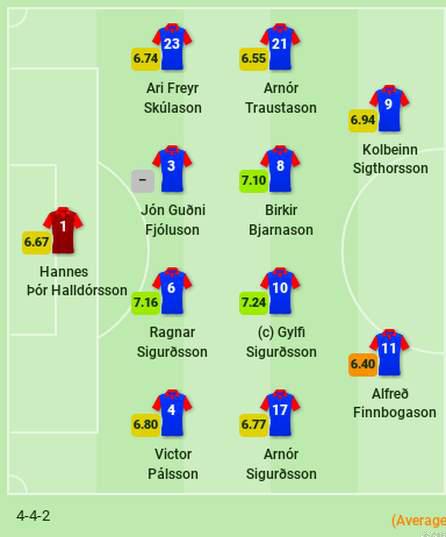 23
6.74
Ari Freyr
Skúlason
21
6.55
Arnór
Traustason
9
6.94
Kolbeinn
Sigthorsson
3
–
Jón Guðni
Fjóluson
8
7.10
Birkir
Bjarnason
1
6.67
Hannes
Þór Halldórsson
6
7.16
Ragnar
Sigurðsson
10
7.24
(c) Gylfi
Sigurðsson
11
6.40
Alfreð
Finnbogason
4
6.80
Victor
Pálsson
17
6.77
Arnór
Sigurðsson
4-4-2
(Average